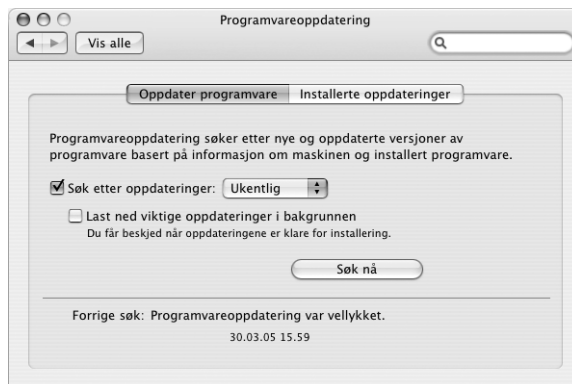 Programvareoppdatering
Vis alle
Oppdater programvare
Installerte oppdateringer
Programvareoppdatering søker etter nye og oppdaterte versjoner av
programvare basert på informasjon om maskinen og installert programvare.
Søk etter oppdateringer: Ukentlig
Last ned viktige oppdateringer i bakgrunnen
Du får beskjed når oppdateringene er klare for installering.
Søk nå
Forrige søk: Programvareoppdatering var vellykket.
30.03.05 15.59